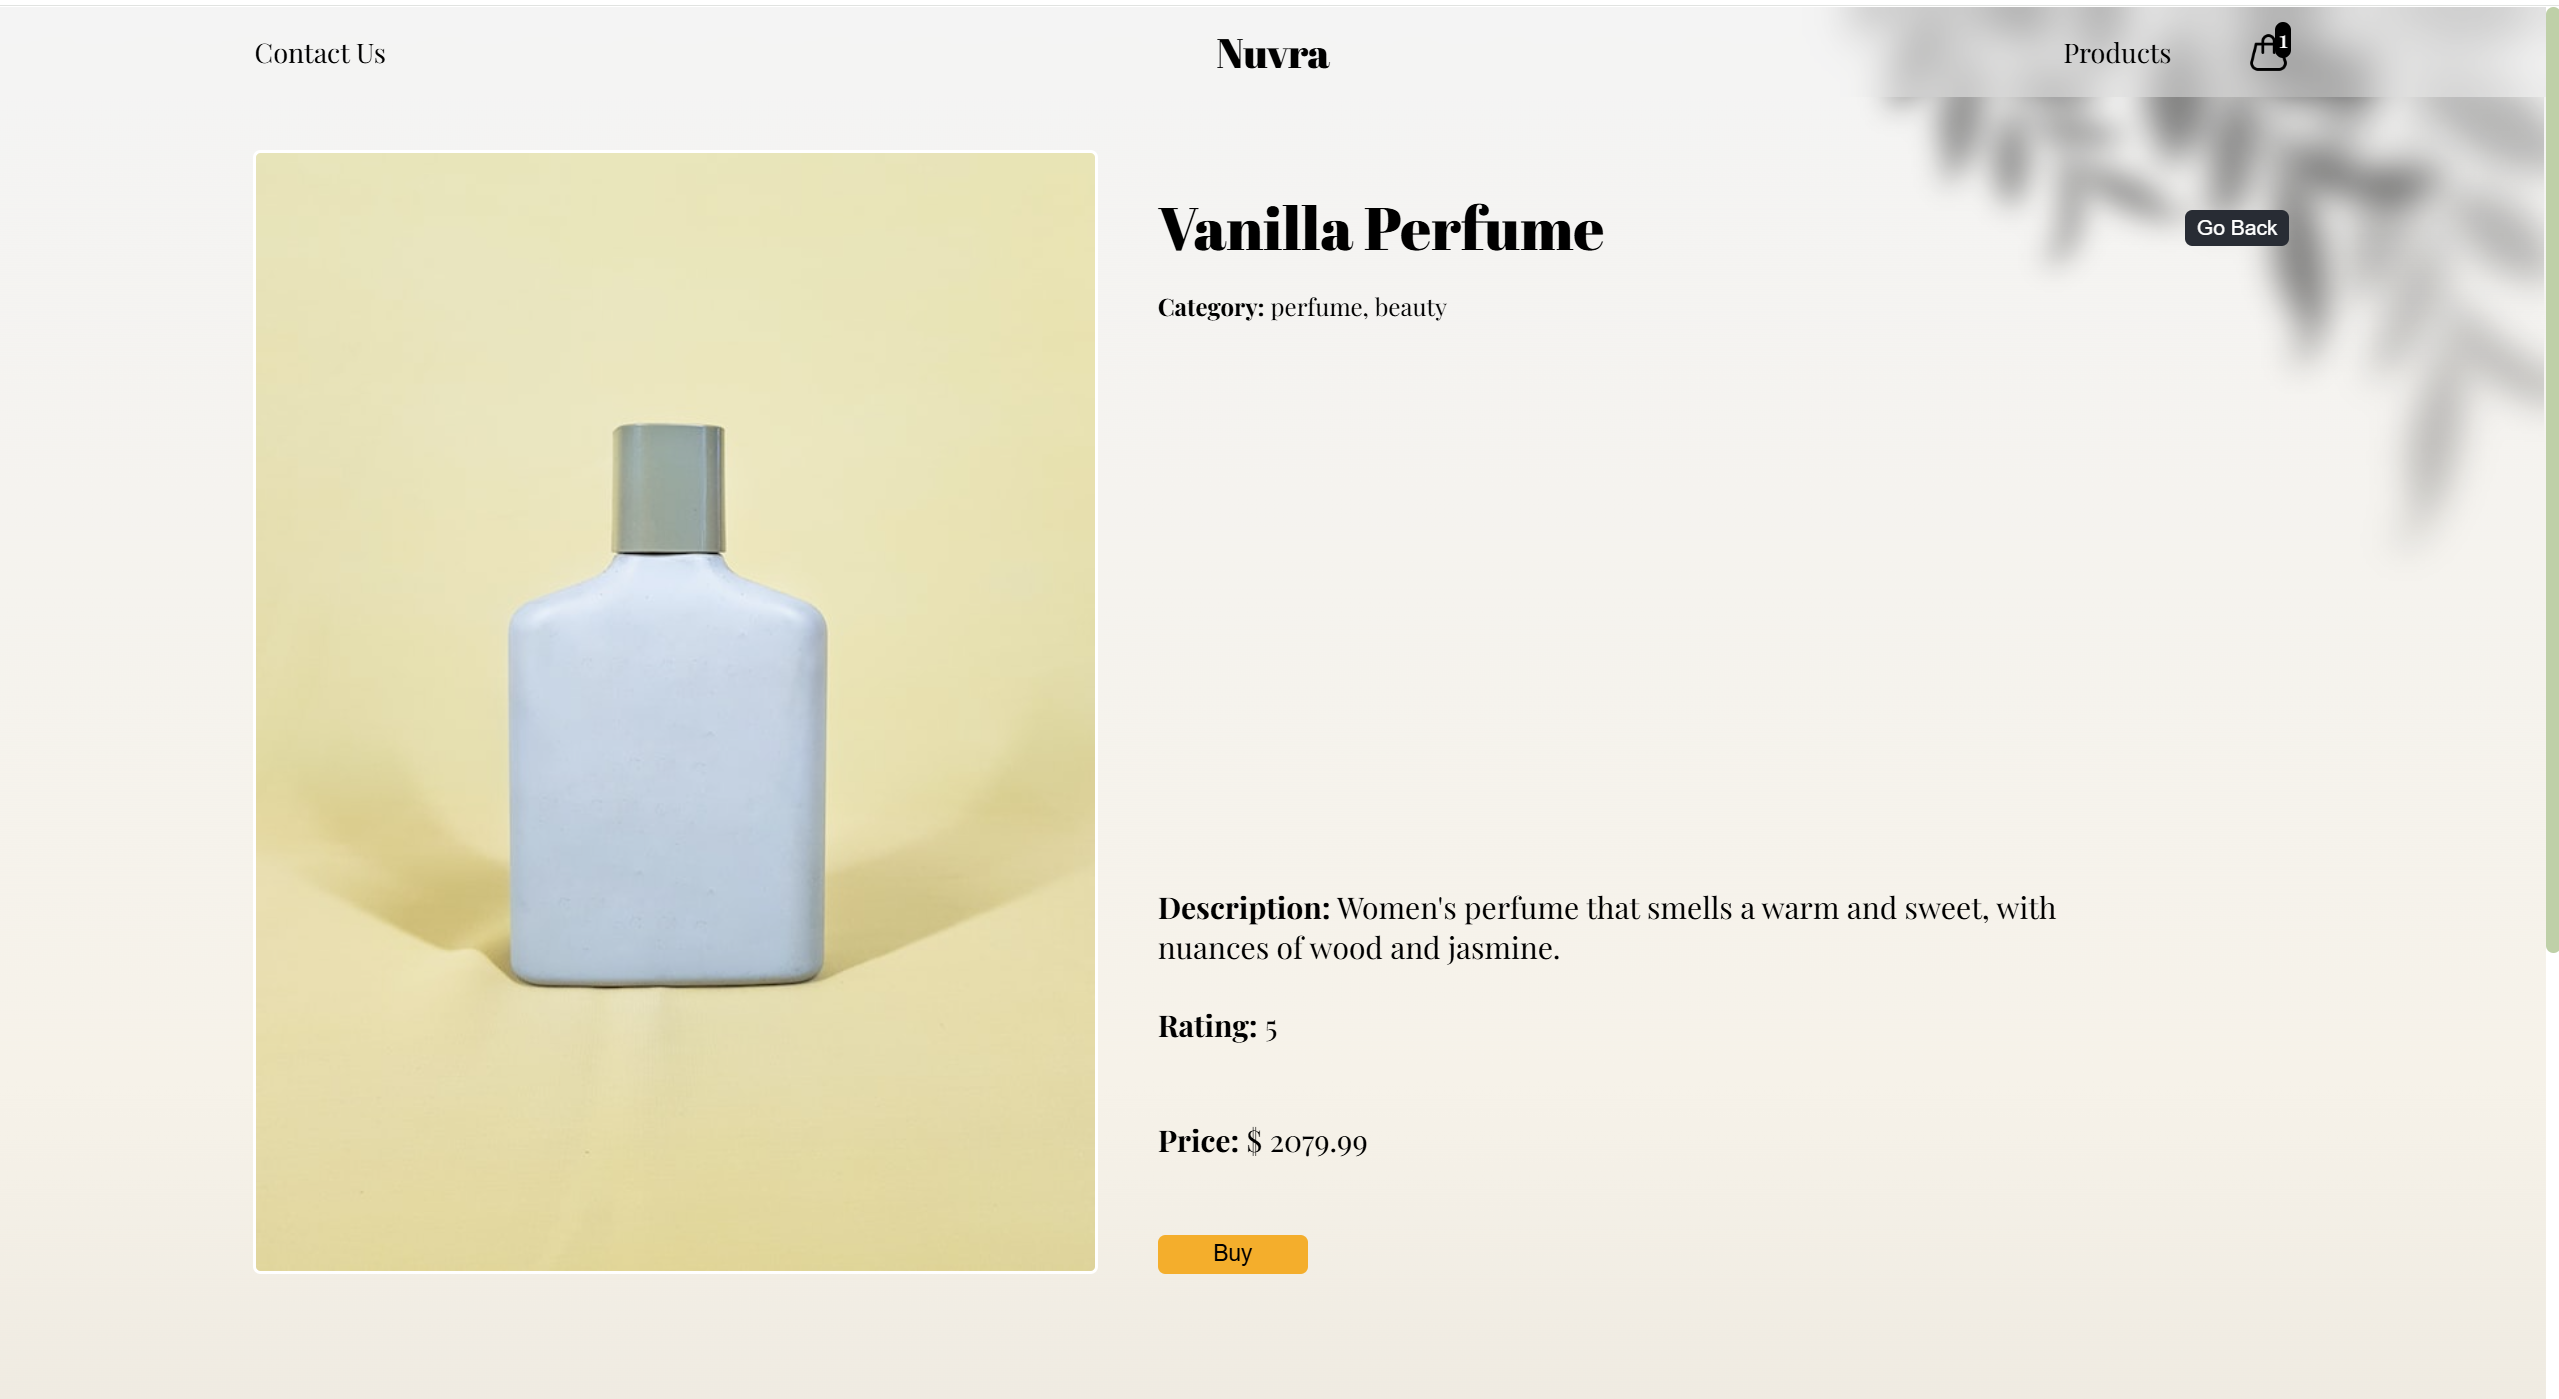 Contact Us
Nuvra
Products
1
Vanilla Perfume
Go Back
Category: perfume, beauty
Description: Women's perfume that smells a warm and sweet, with
nuances of wood and jasmine.
Rating: 5
Price: $ 2079.99
Buy